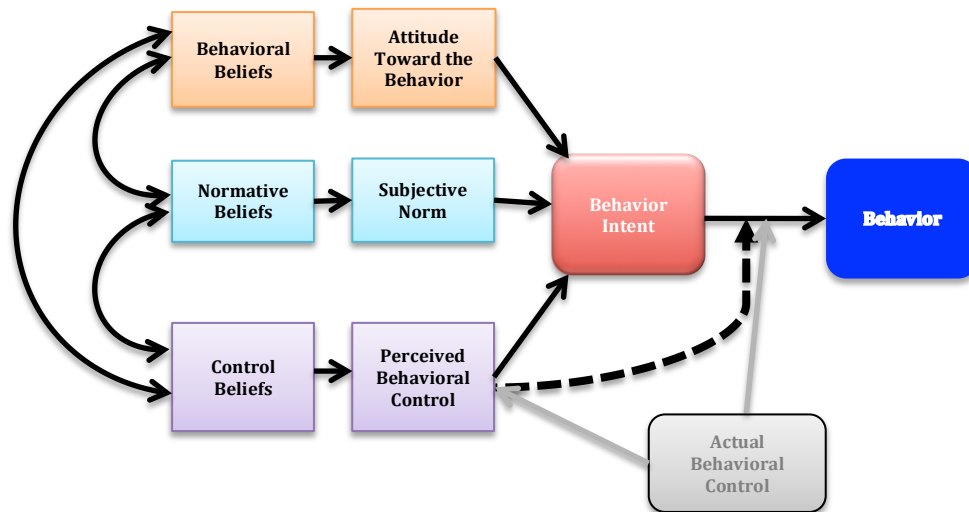 Behavioral
Beliefs
Attitude
Toward the
Behavior
Normative
Beliefs
Subjective
Norm
Behavior
Intent
Behavior
Control
Beliefs
Perceived
Behavioral
Control
Actual
Behavioral
Control